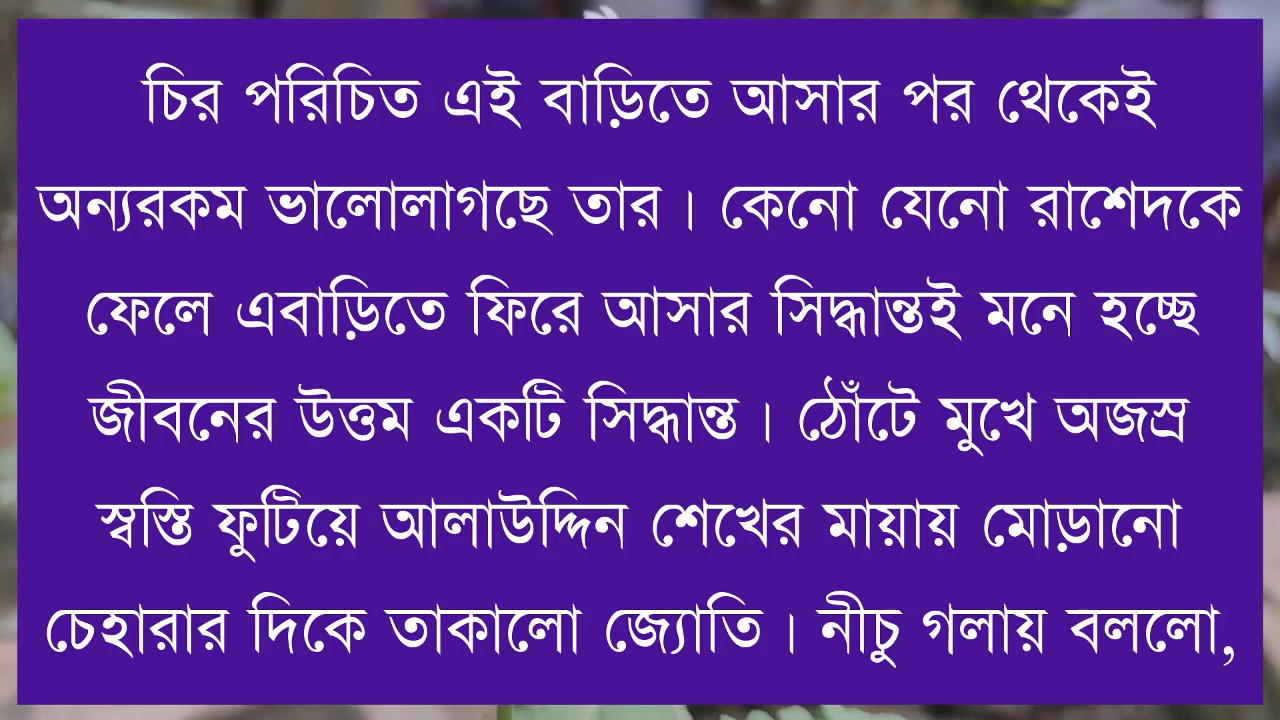 চির পরিচিত এই বাড়িতে আসার পর থেকেই
অন্যরকম ভালোলাগছে তার। কেনো যেনো রাশেদকে
ফেলে এবাড়িতে ফিরে আসার সিদ্ধান্তই মনে হচ্ছে
জীবনের উত্তম একটি সিদ্ধান্ত। ঠোঁটে মুখে অজস্র
স্বস্তি ফুটিয়ে আলাউদ্দিন শেখের মায়ায় মোড়ানো
চেহারার দিকে তাকালো জ্যোতি। নীচু গলায় বললো,